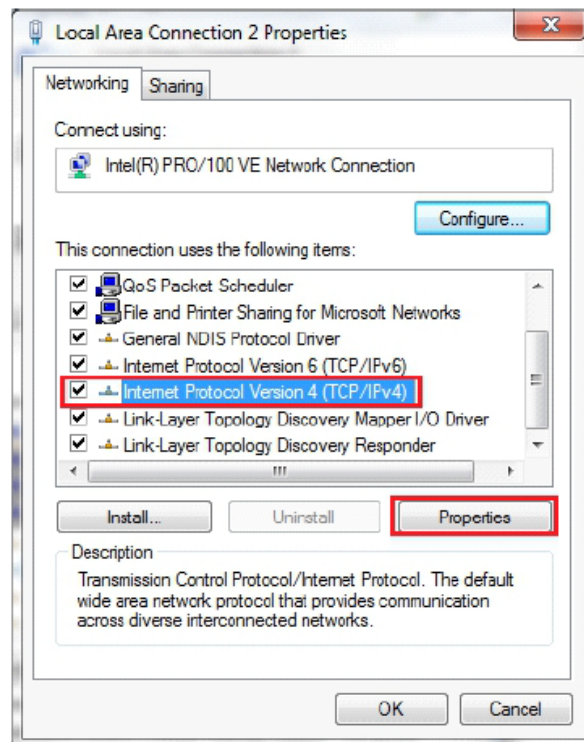 Local Area Connection 2 Properties
Networking
Sharing
Connect using:
Intel(R) PRO/100 VE Network Connection
Configure...
This connection uses the following items:
QoS Packet Scheduler
File and Printer Sharing for Microsoft Networks
General NDIS Protocol Driver
Internet Protocol Version 6 (TCP/IPv6)
Internet Protocol Version 4 (TCP/IPv4)
Link-Layer Topology Discovery Mapper I/O Driver
Link-Layer Topology Discovery Responder
Install...
Uninstall
Properties
Description
Transmission Control Protocol/Internet Protocol. The default
wide area network protocol that provides communication
across diverse interconnected networks.
OK
Cancel